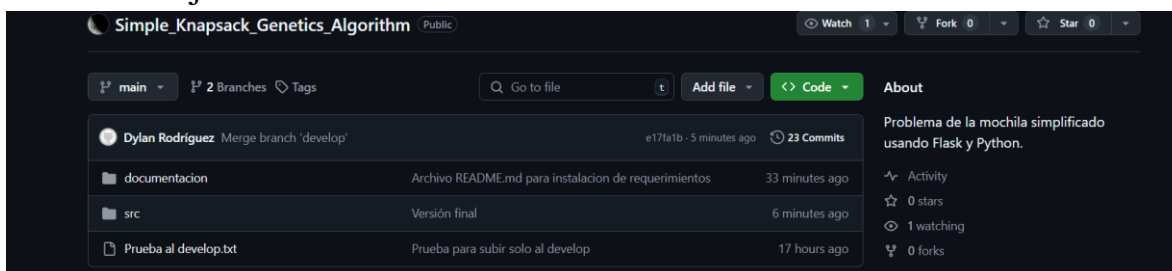 Simple_Knapsack_Genetics_Algorithm Public Watch 1 Fork 0 Star 0
main 2 Branches Tags Go to file t Add file <> Code About
Dylan Rodríguez Merge branch 'develop' e17fa1b · 5 minutes ago 23 Commits
Problema de la mochila simplificado
usando Flask y Python.
documentacion Archivo README.md para instalacion de requerimientos 33 minutes ago
Activity
src Versión final 6 minutes ago
0 stars
1 watching
Prueba al develop.txt Prueba para subir solo al develop 17 hours ago
0 forks